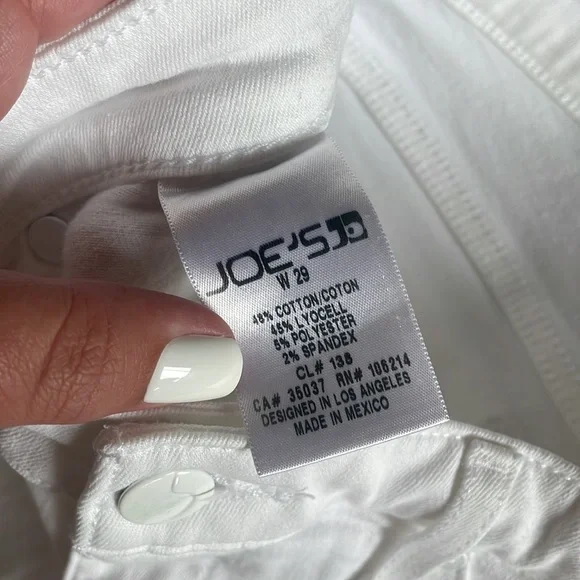 JOE'S
W 29
48% COTTON/COTON
45% LYOCELL
5% POLYESTER
2% SPANDEX
CL# 138
CA# 35037 RN# 106214
DESIGNED IN LOS ANGELES
MADE IN MEXICO